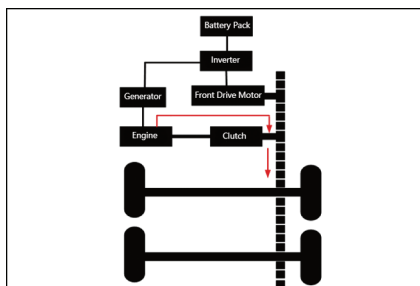 Battery Pack
Inverter
Generator
Front Drive Motor
Engine
Clutch